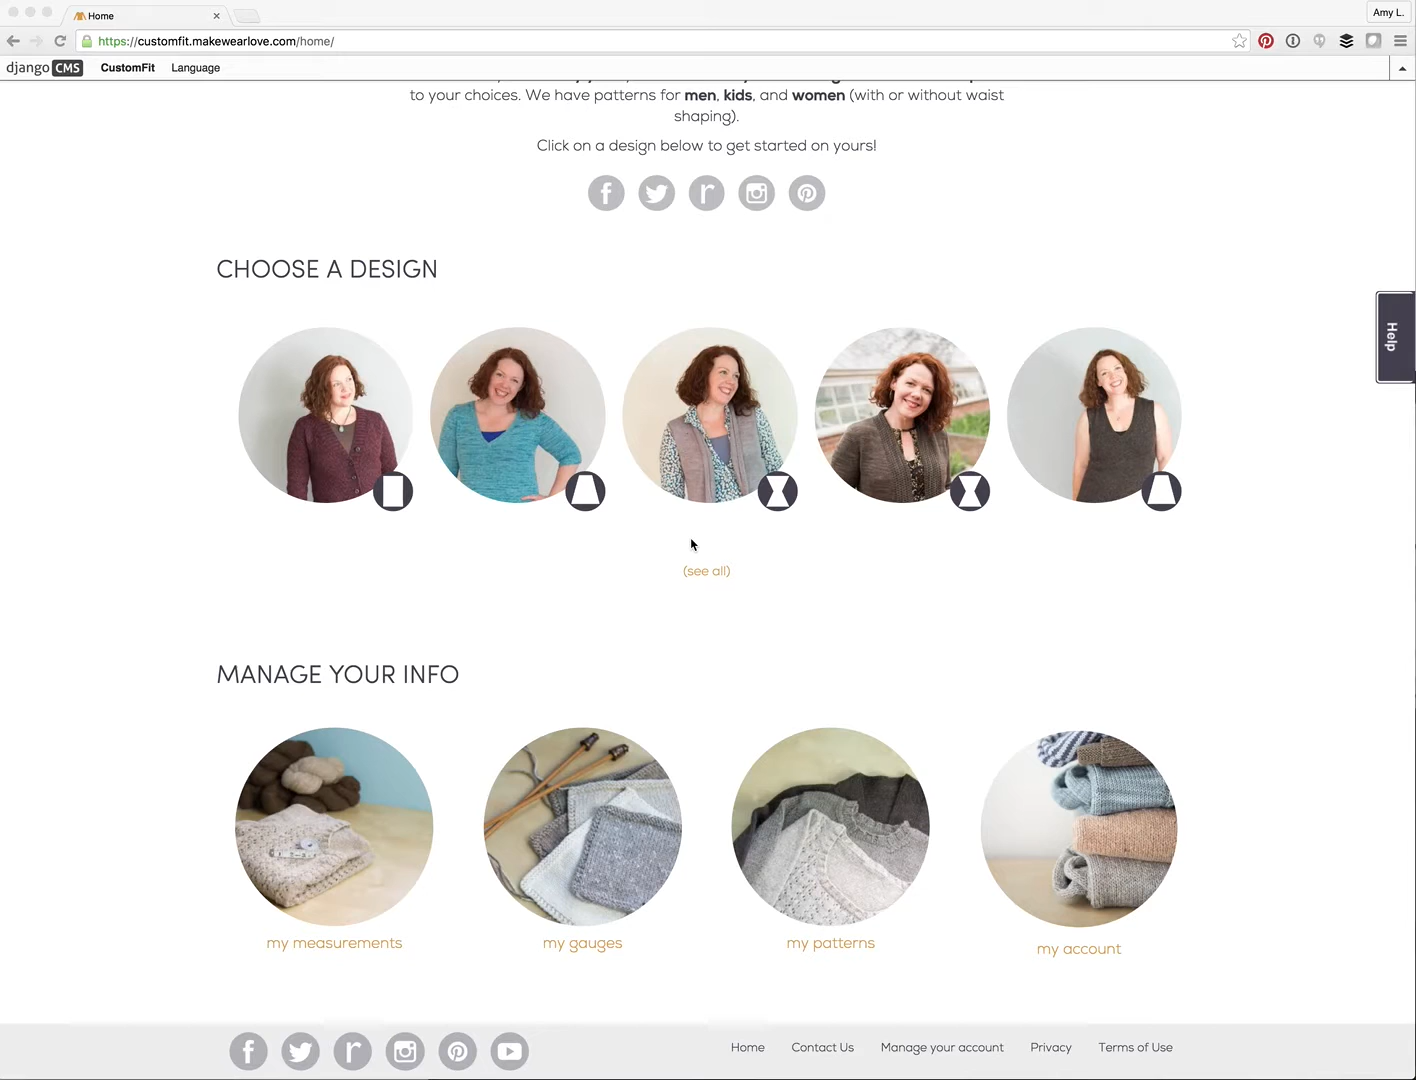 Home
Amy L.
https://customfit.makewearlove.com/home/
django CMS CustomFit Language
to your choices. We have patterns for men, kids, and women (with or without waist
shaping).
Click on a design below to get started on yours!
CHOOSE A DESIGN
Help
(see all)
MANAGE YOUR INFO
my measurements
my gauges
my patterns
my account
Home
Contact Us
Manage your account
Privacy
Terms of Use